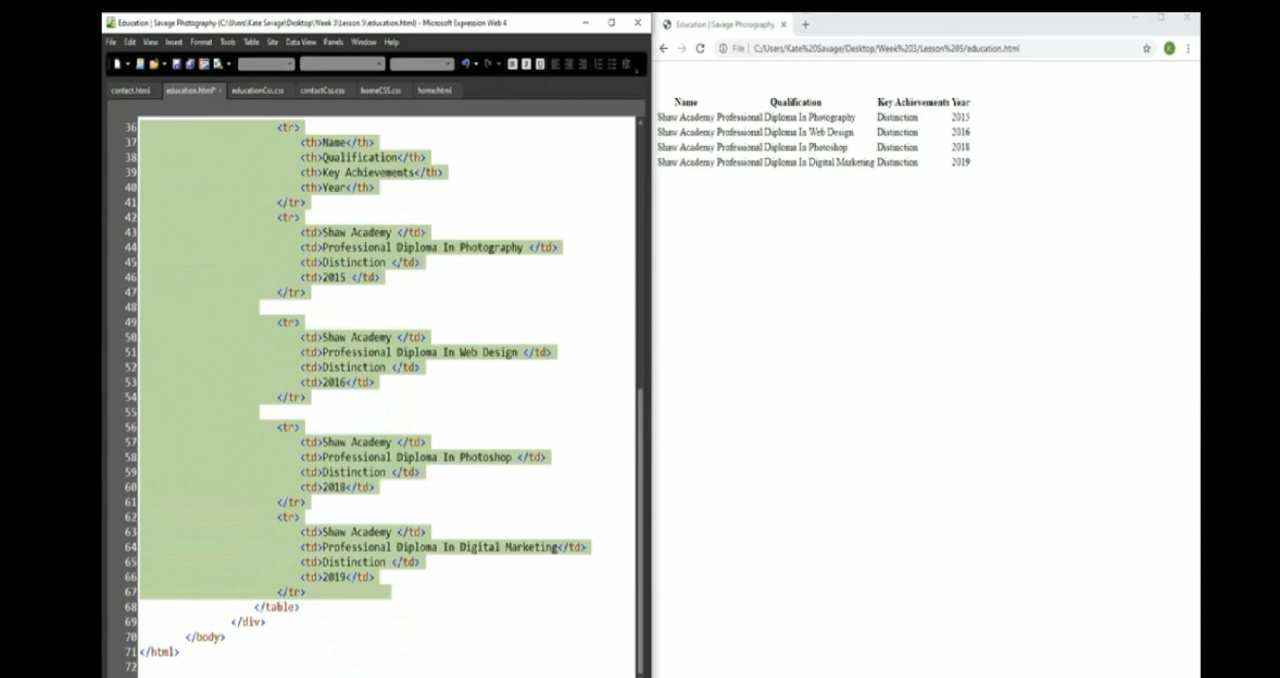 Education | Savage Photography (C:\Users\Kate Savage\Desktop\Week 3\Lesson 5\education.html) - Microsoft Expression Web 4
File Edit View Insert Format Tools Table Site Data View Panels Window Help
contact.html education.html* educationCss.css contactCss.css homeCSS.css home.html
36 <tr>
37 <th>Name</th>
38 <th>Qualification</th>
39 <th>Key Achievements</th>
40 <th>Year</th>
41 </tr>
42 <tr>
43 <td>Shaw Academy </td>
44 <td>Professional Diploma In Photography </td>
45 <td>Distinction </td>
46 <td>2015 </td>
47 </tr>
48
49 <tr>
50 <td>Shaw Academy </td>
51 <td>Professional Diploma In Web Design </td>
52 <td>Distinction </td>
53 <td>2016</td>
54 </tr>
55
56 <tr>
57 <td>Shaw Academy </td>
58 <td>Professional Diploma In Photoshop </td>
59 <td>Distinction </td>
60 <td>2018</td>
61 </tr>
62 <tr>
63 <td>Shaw Academy </td>
64 <td>Professional Diploma In Digital Marketing</td>
65 <td>Distinction </td>
66 <td>2019</td>
67 </tr>
68 </table>
69 </div>
70 </body>
71 </html>
72
Education | Savage Photography
File C:/Users/Kate%20Savage/Desktop/Week%203/Lesson%205/education.html
Name Qualification Key Achievements Year
Shaw Academy Professional Diploma In Photography Distinction 2015
Shaw Academy Professional Diploma In Web Design Distinction 2016
Shaw Academy Professional Diploma In Photoshop Distinction 2018
Shaw Academy Professional Diploma In Digital Marketing Distinction 2019